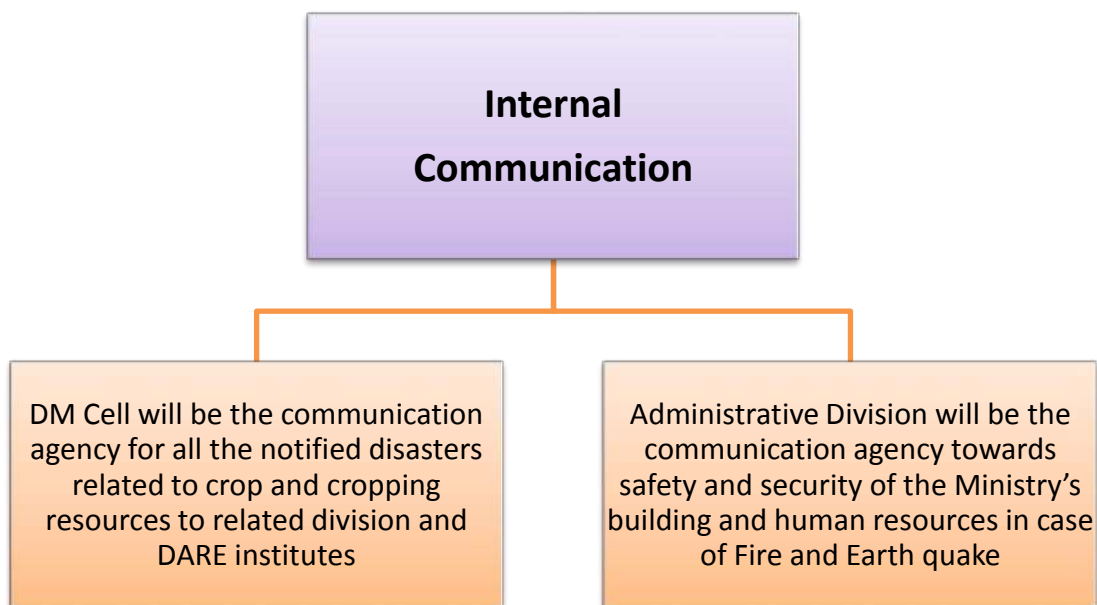 Internal
Communication
DM Cell will be the communication
agency for all the notified disasters
related to crop and cropping
resources to related division and
DARE institutes
Administrative Division will be the
communication agency towards
safety and security of the Ministry’s
building and human resources in case
of Fire and Earth quake